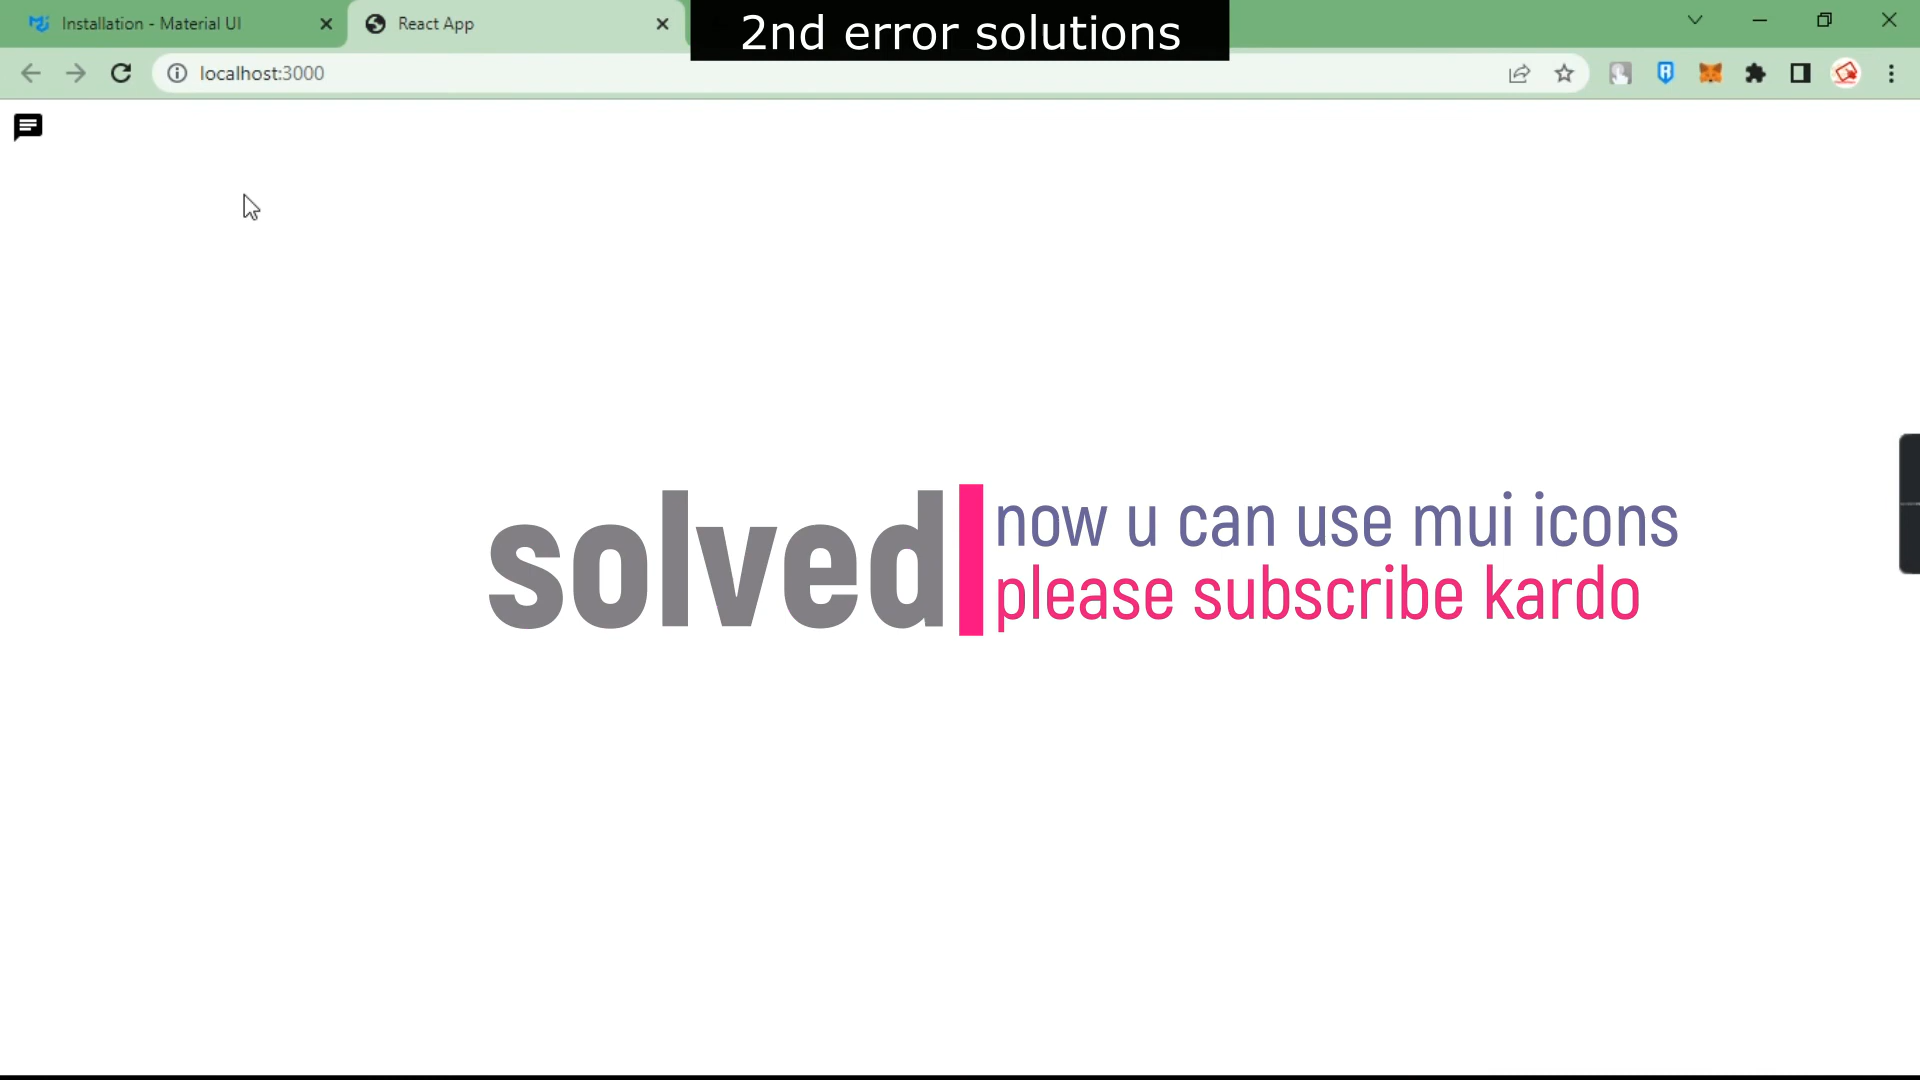 Installation - Material UI
React App
2nd error solutions
localhost:3000
solved
now u can use mui icons
please subscribe kardo